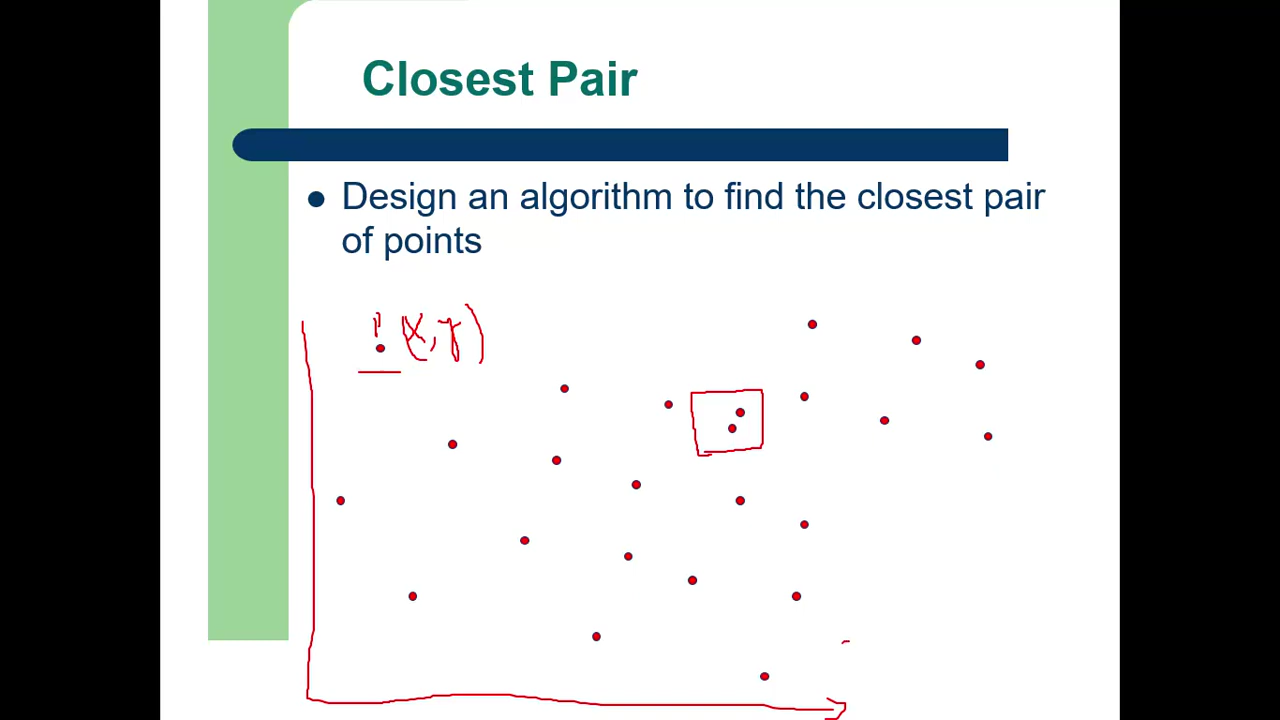 Closest Pair
Design an algorithm to find the closest pair
of points
(x,y)